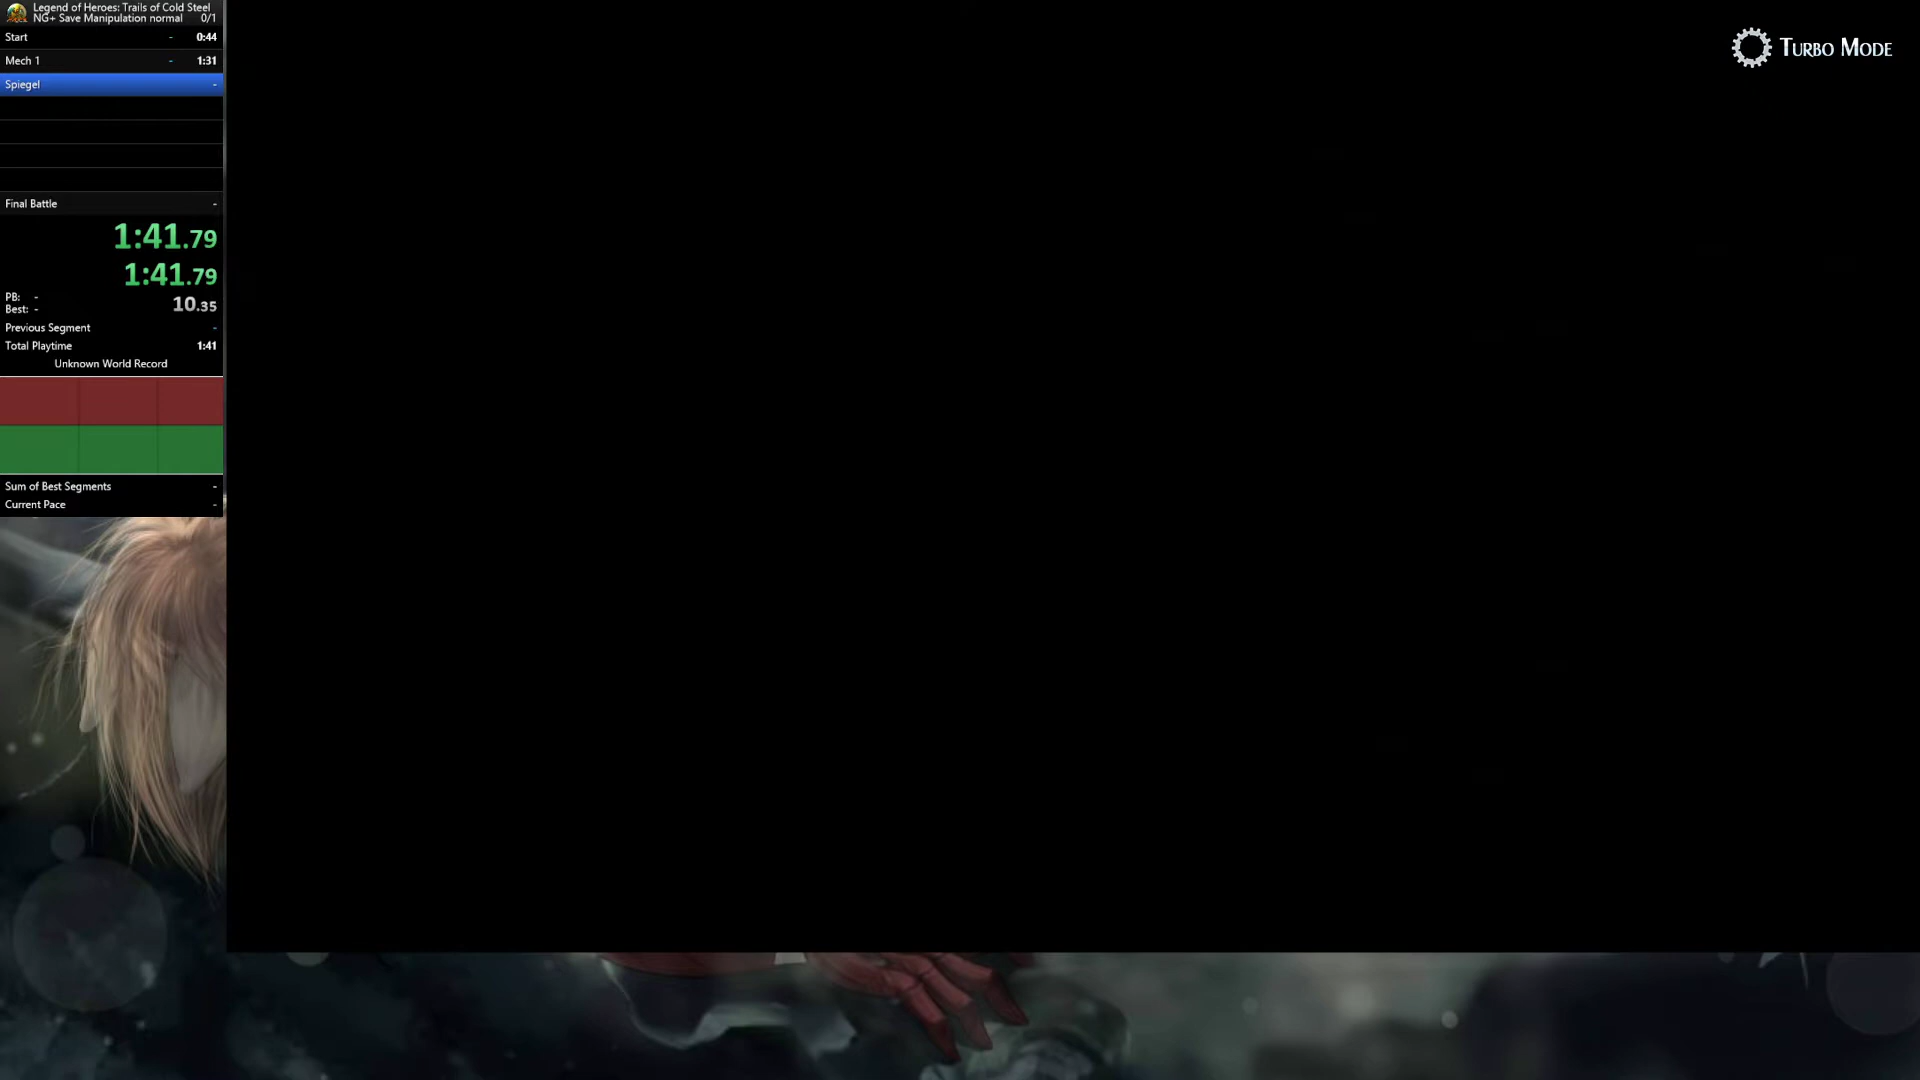 Legend of Heroes: Trails of Cold Steel
NG+ Save Manipulation normal 0/1
Start - 0:44
Mech 1 - 1:31
Spiegel -
Final Battle -
1:41.79
1:41.79
PB: -
Best: - 10.35
Previous Segment -
Total Playtime 1:41
Unknown World Record
Sum of Best Segments -
Current Pace -
TURBO MODE